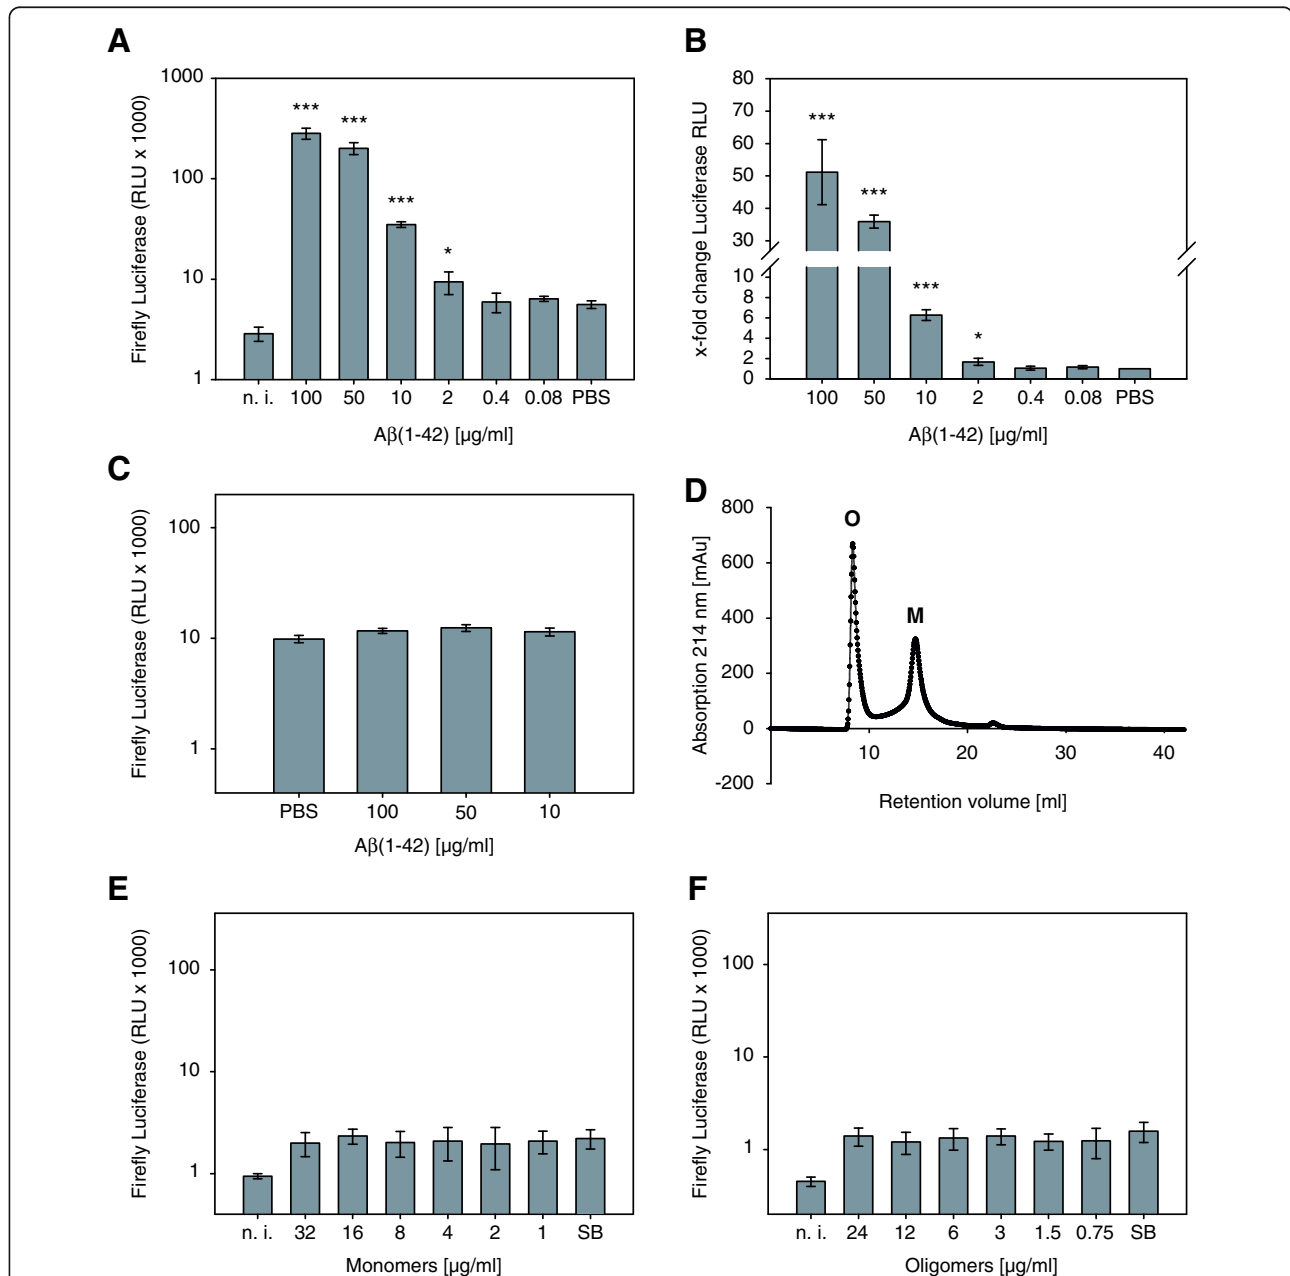 A
Firefly Luciferase (RLU x 1000)
1000
100
10
1
***
***
***
*
n. i. 100 50 10 2 0.4 0.08 PBS
Aβ(1-42) [µg/ml]
B
x-fold change Luciferase RLU
80
70
60
50
40
30
10
8
6
4
2
0
***
***
***
*
100 50 10 2 0.4 0.08 PBS
Aβ(1-42) [µg/ml]
C
Firefly Luciferase (RLU x 1000)
100
10
1
PBS 100 50 10
Aβ(1-42) [µg/ml]
D
Absorption 214 nm [mAu]
800
600
400
200
0
-200
O
M
10 20 30 40
Retention volume [ml]
E
Firefly Luciferase (RLU x 1000)
100
10
1
n. i. 32 16 8 4 2 1 SB
Monomers [µg/ml]
F
Firefly Luciferase (RLU x 1000)
100
10
1
n. i. 24 12 6 3 1.5 0.75 SB
Oligomers [µg/ml]